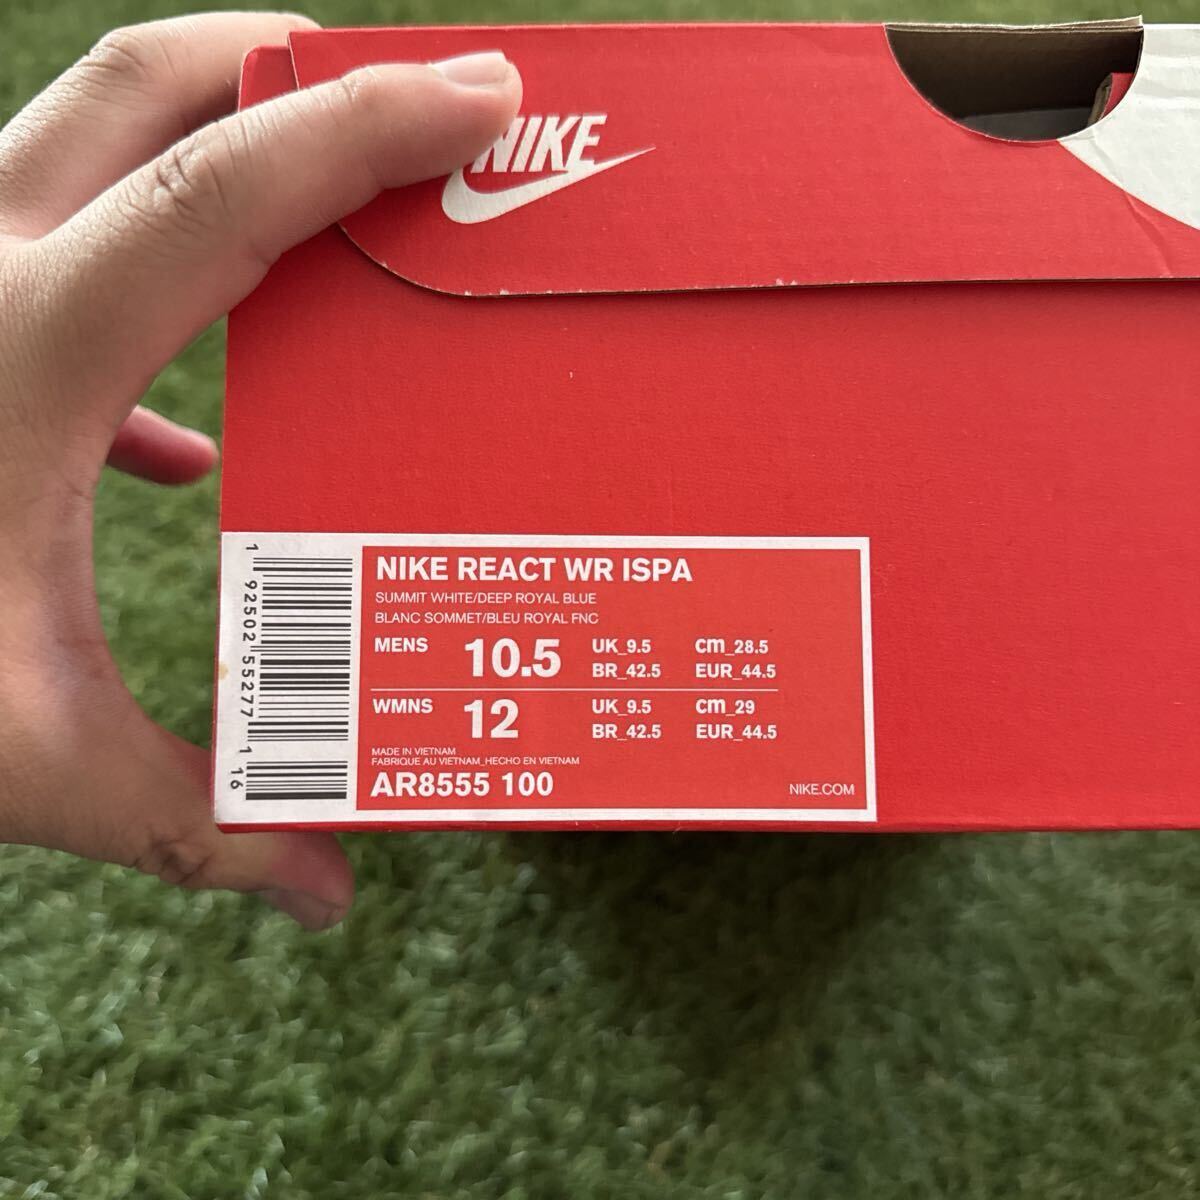 NIKE
NIKE REACT WR ISPA
SUMMIT WHITE/DEEP ROYAL BLUE
BLANC SOMMET/BLEU ROYAL FNC
MENS 10.5 UK_9.5 cm_28.5
BR_42.5 EUR_44.5
WMNS 12 UK_9.5 cm_29
BR_42.5 EUR_44.5
MADE IN VIETNAM
FABRIQUE AU VIETNAM_HECHO EN VIETNAM
AR8555 100 NIKE.COM
1 92502 55277 1 16